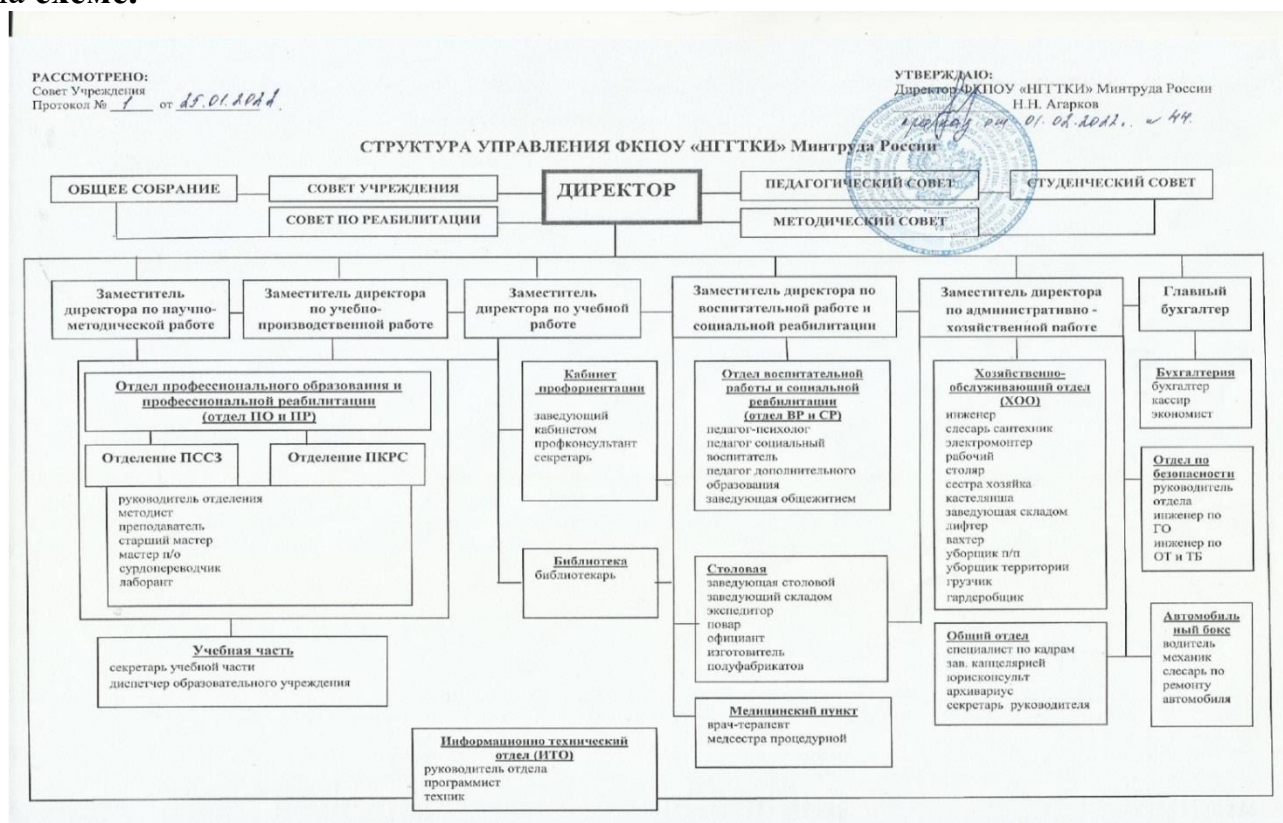 на схеме.
РАССМОТРЕНО:
Совет Учреждения
Протокол № 1 от 25.01.2022.
УТВЕРЖДАЮ:
Директор ФКПОУ «НГГТКИ» Минтруда России
Н.Н. Агарков
приказ от 01.02.2022г. № 44.
СТРУКТУРА УПРАВЛЕНИЯ ФКПОУ «НГГТКИ» Минтруда России
ОБЩЕЕ СОБРАНИЕ
СОВЕТ УЧРЕЖДЕНИЯ
ДИРЕКТОР
ПЕДАГОГИЧЕСКИЙ СОВЕТ
СТУДЕНЧЕСКИЙ СОВЕТ
СОВЕТ ПО РЕАБИЛИТАЦИИ
МЕТОДИЧЕСКИЙ СОВЕТ
Заместитель
директора по научно-
методической работе
Заместитель директора
по учебно-
производственной работе
Заместитель
директора по учебной
работе
Заместитель директора по
воспитательной работе и
социальной реабилитации
Заместитель директора
по административно -
хозяйственной работе
Главный
бухгалтер
Отдел профессионального образования и
профессиональной реабилитации
(отдел ПО и ПР)
Отделение ПССЗ
Отделение ПКРС
руководитель отделения
методист
преподаватель
старший мастер
мастер п/о
сурдопереводчик
лаборант
Учебная часть
секретарь учебной части
диспетчер образовательного учреждения
Кабинет
профориентации
заведующий
кабинетом
профконсультант
секретарь
Библиотека
библиотекарь
Информационно технический
отдел (ИТО)
руководитель отдела
программист
техник
Отдел воспитательной
работы и социальной
реабилитации
(отдел ВР и СР)
педагог-психолог
педагог социальный
воспитатель
педагог дополнительного
образования
заведующая общежитием
Столовая
заведующая столовой
заведующий складом
экспедитор
повар
официант
изготовитель
полуфабрикатов
Медицинский пункт
врач-терапевт
медсестра процедурной
Хозяйственно-
обслуживающий отдел
(ХОО)
инженер
слесарь сантехник
электромонтер
рабочий
столяр
сестра хозяйка
кастелянша
заведующая складом
лифтер
вахтер
уборщик п/п
уборщик территории
грузчик
гардеробщик
Общий отдел
специалист по кадрам
зав. канцелярией
юрисконсульт
архивариус
секретарь руководителя
Бухгалтерия
бухгалтер
кассир
экономист
Отдел по
безопасности
руководитель
отдела
инженер по
ГО
инженер по
ОТ и ТБ
Автомобиль
ный бокс
водитель
механик
слесарь по
ремонту
автомобиля